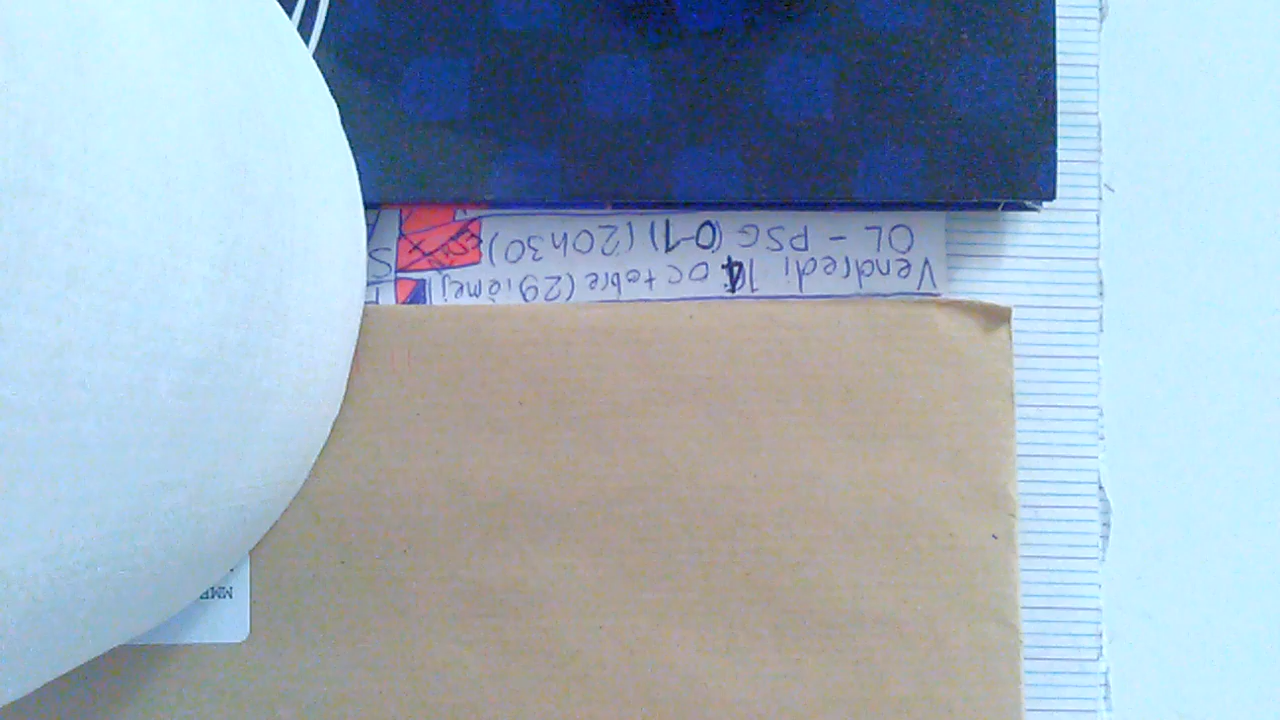 Vendredi 14 octobre (29ième j)
OL - PSG (0-1) (20h30)